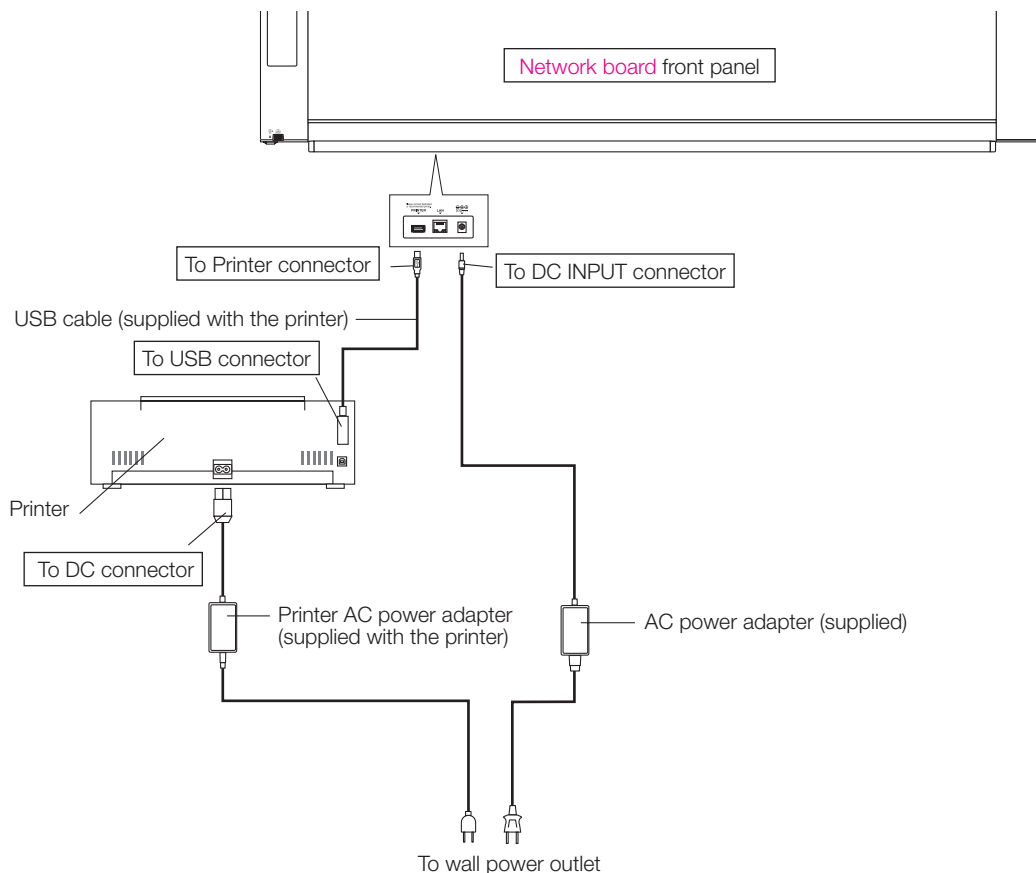 Network board front panel
PRINTER
LAN
To Printer connector
To DC INPUT connector
USB cable (supplied with the printer)
To USB connector
Printer
To DC connector
Printer AC power adapter
(supplied with the printer)
AC power adapter (supplied)
To wall power outlet